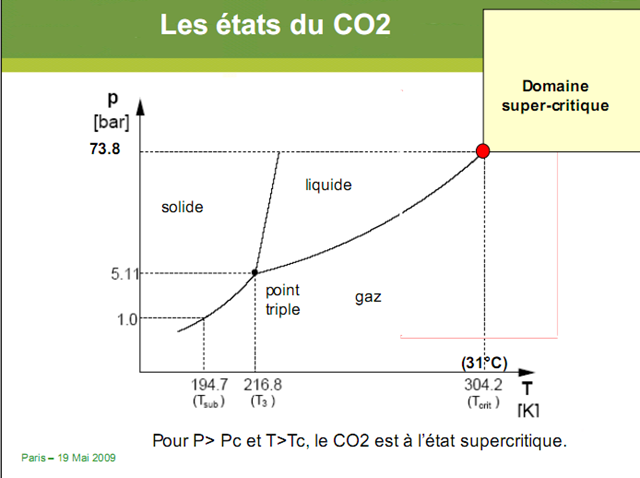 Les états du CO2
Domaine
super-critique
p
[bar]
73.8
solide
liquide
5.11
point
triple
gaz
1.0
(31°C)
194.7
216.8
304.2
T
(Tsub)
(T3)
(Tcrit )
[K]
Pour P> Pc et T>Tc, le CO2 est à l'état supercritique.
Paris – 19 Mai 2009